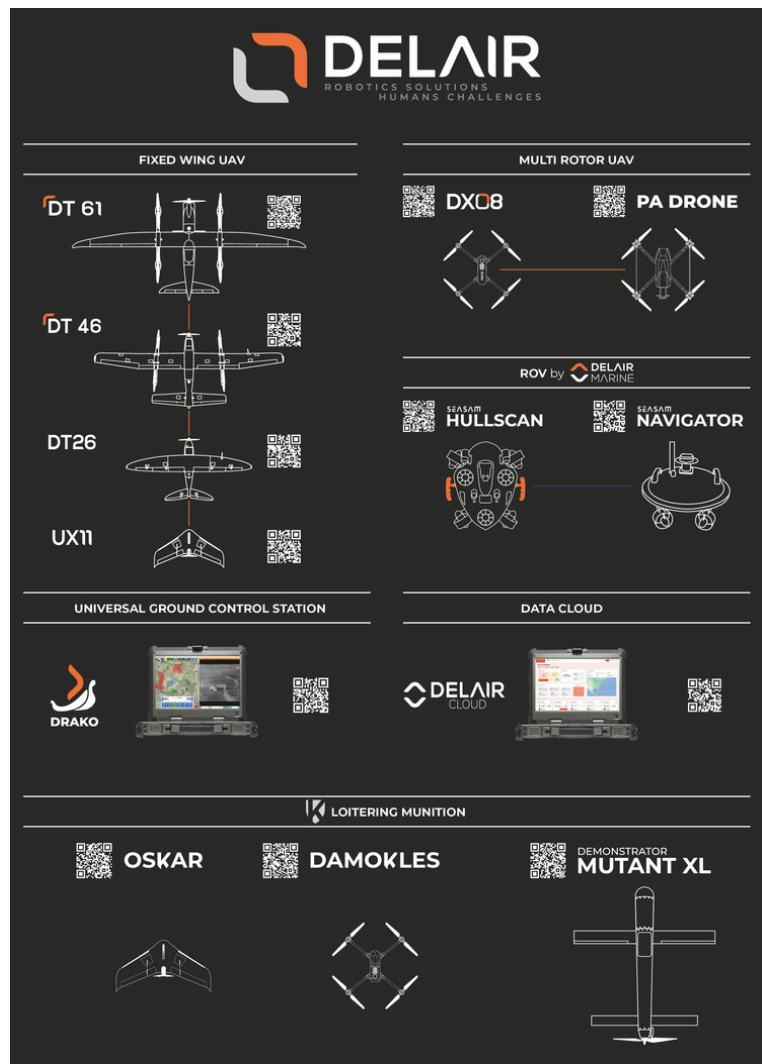 DELAIR
ROBOTICS SOLUTIONS
HUMANS CHALLENGES
FIXED WING UAV
DT 61
DT 46
DT26
UX11
MULTI ROTOR UAV
DX08
PA DRONE
ROV by DELAIR
MARINE
SEASAM
HULLSCAN
SEASAM
NAVIGATOR
UNIVERSAL GROUND CONTROL STATION
DRAKO
DATA CLOUD
DELAIR
CLOUD
LOITERING MUNITION
OSKAR
DAMOKLES
DEMONSTRATOR
MUTANT XL